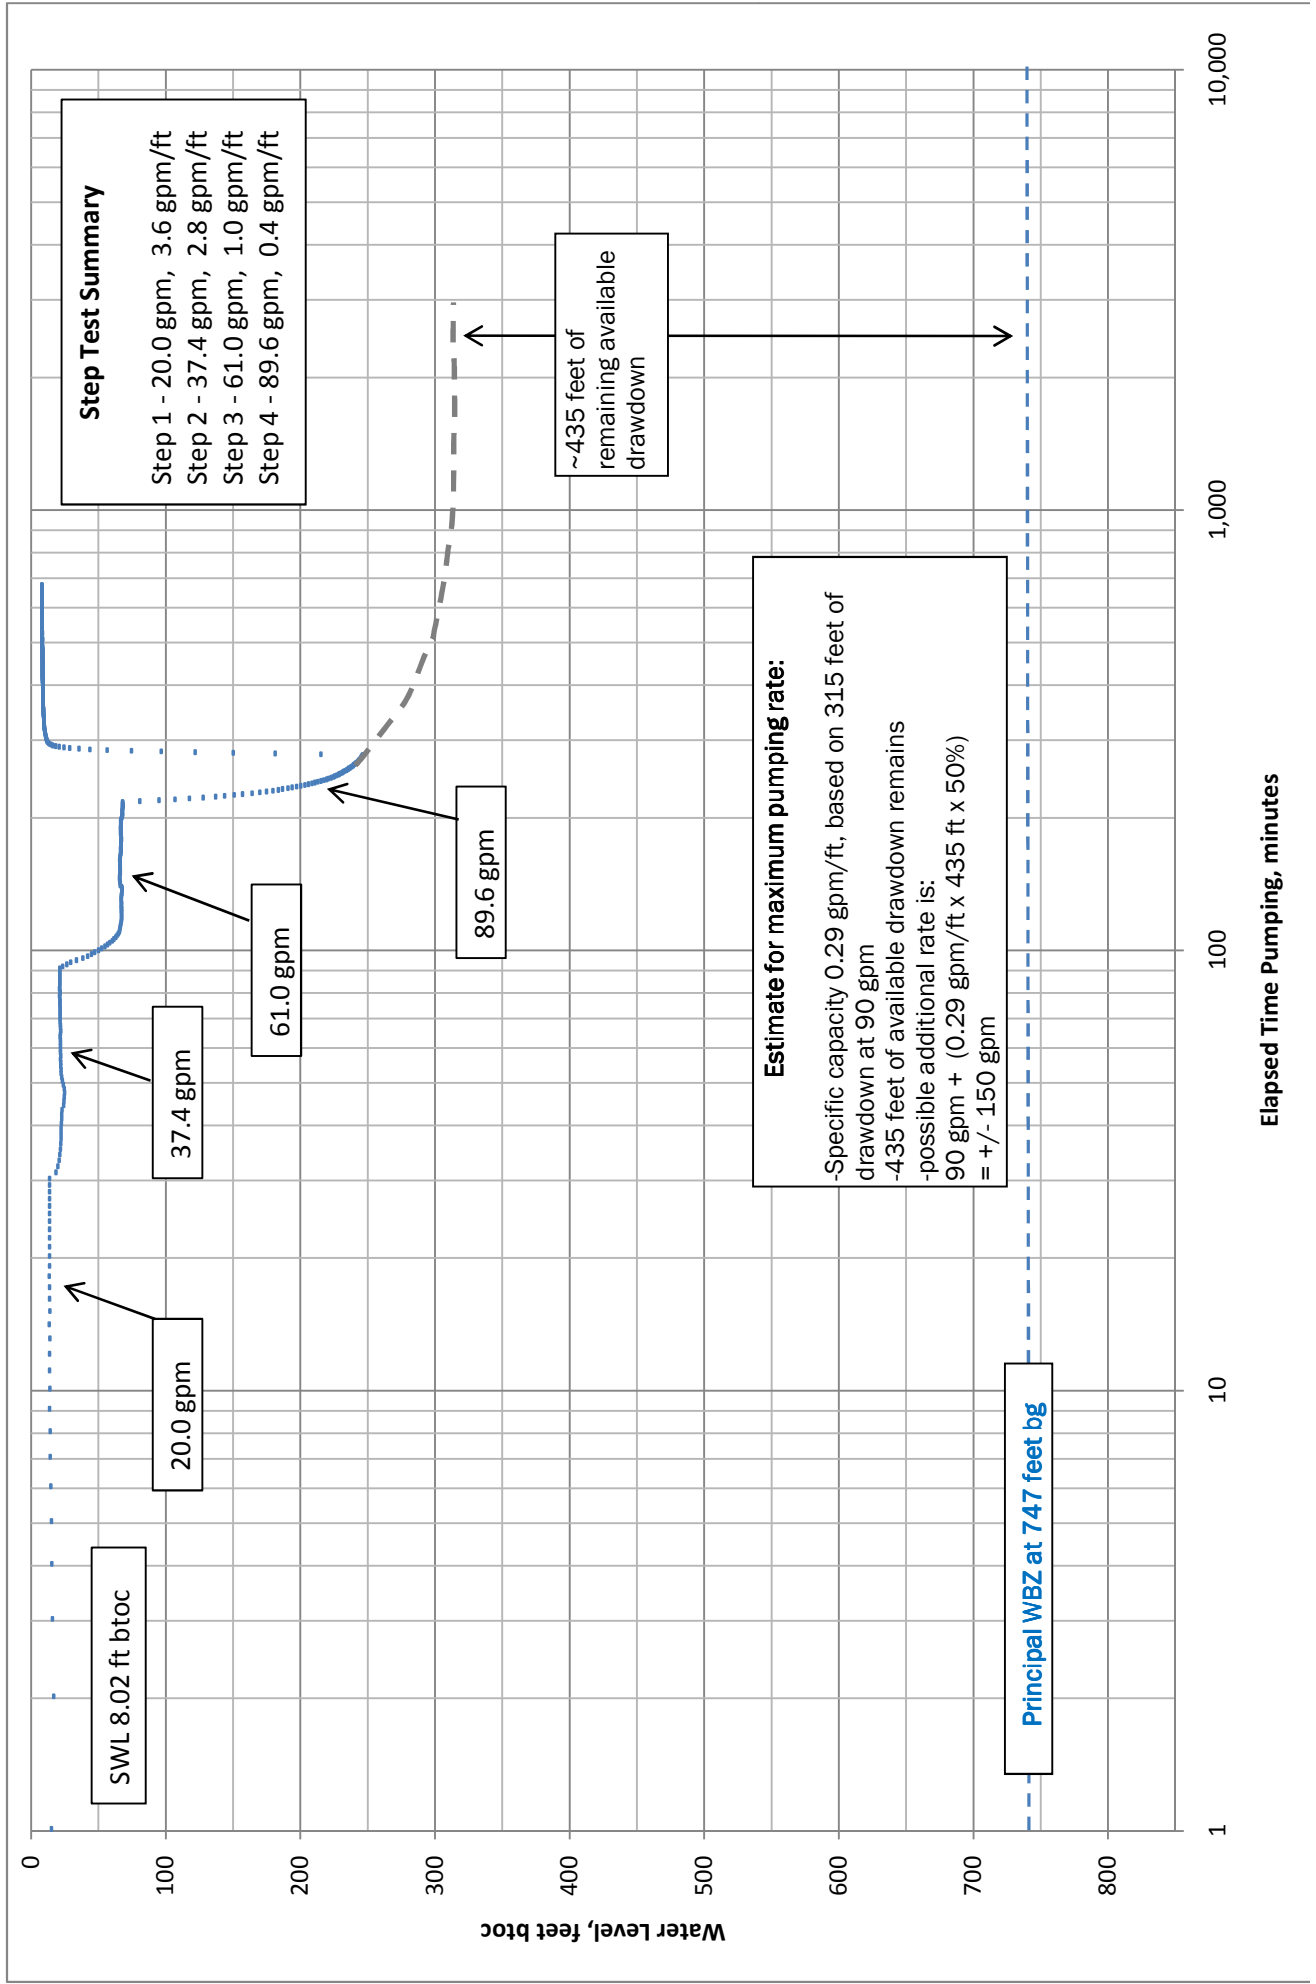 Step Test Summary
Step 1 - 20.0 gpm, 3.6 gpm/ft
Step 2 - 37.4 gpm, 2.8 gpm/ft
Step 3 - 61.0 gpm, 1.0 gpm/ft
Step 4 - 89.6 gpm, 0.4 gpm/ft
SWL 8.02 ft btoc
20.0 gpm
37.4 gpm
61.0 gpm
89.6 gpm
~435 feet of
remaining available
drawdown
Estimate for maximum pumping rate:
-Specific capacity 0.29 gpm/ft, based on 315 feet of
drawdown at 90 gpm
-435 feet of available drawdown remains
-possible additional rate is:
90 gpm + (0.29 gpm/ft x 435 ft x 50%)
= +/- 150 gpm
Principal WBZ at 747 feet bg
0
100
200
300
400
500
600
700
800
Water Level, feet btoc
1
10
100
1,000
10,000
Elapsed Time Pumping, minutes